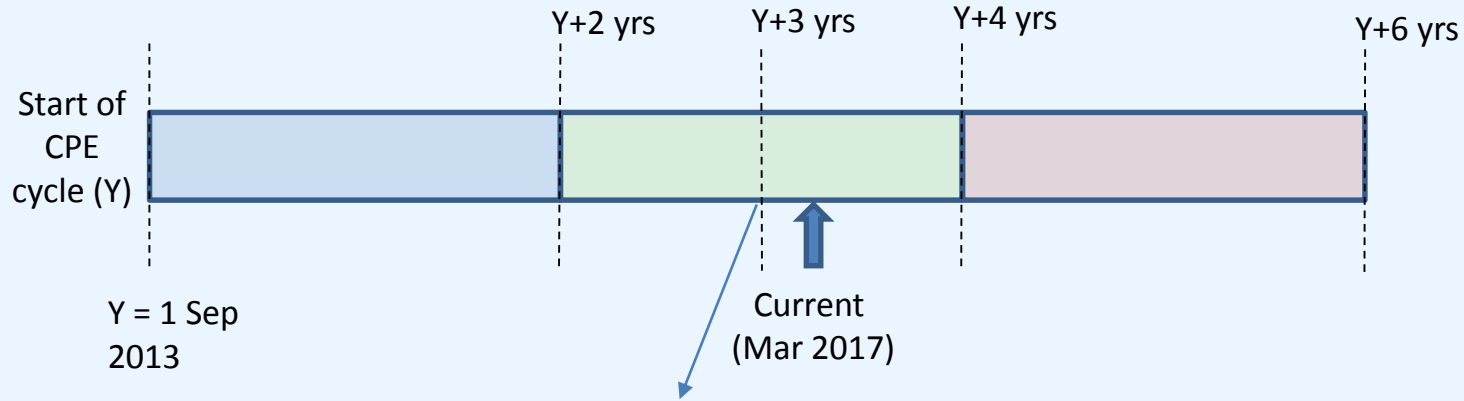 Y+2 yrs
Y+3 yrs
Y+4 yrs
Y+6 yrs
Start of
CPE
cycle (Y)
Y = 1 Sep
2013
Current
(Mar 2017)